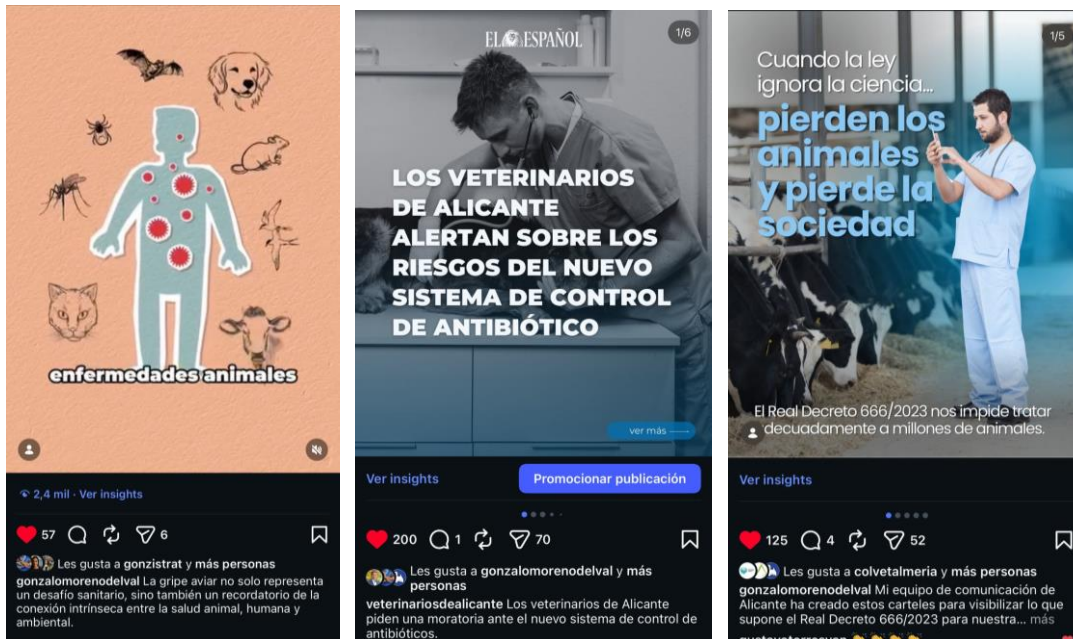 enfermedades animales
2,4 mil · Ver insights
57
6
Les gusta a gonzistrat y más personas
gonzalomorenodelval La gripe aviar no solo representa
un desafío sanitario, sino también un recordatorio de la
conexión intrínseca entre la salud animal, humana y
ambiental.
EL ESPAÑOL
1/6
LOS VETERINARIOS
DE ALICANTE
ALERTAN SOBRE LOS
RIESGOS DEL NUEVO
SISTEMA DE CONTROL
DE ANTIBIÓTICO
ver más
Ver insights
Promocionar publicación
200
1
70
Les gusta a gonzalomorenodelval y más
personas
veterinariosdealicante Los veterinarios de Alicante
piden una moratoria ante el nuevo sistema de control de
antibióticos.
1/5
Cuando la ley
ignora la ciencia...
pierden los
animales
y pierde la
sociedad
El Real Decreto 666/2023 nos impide tratar
decuadamente a millones de animales.
Ver insights
125
4
52
Les gusta a colvetalmeria y más personas
gonzalomorenodelval Mi equipo de comunicación de
Alicante ha creado estos carteles para visibilizar lo que
supone el Real Decreto 666/2023 para nuestra... más